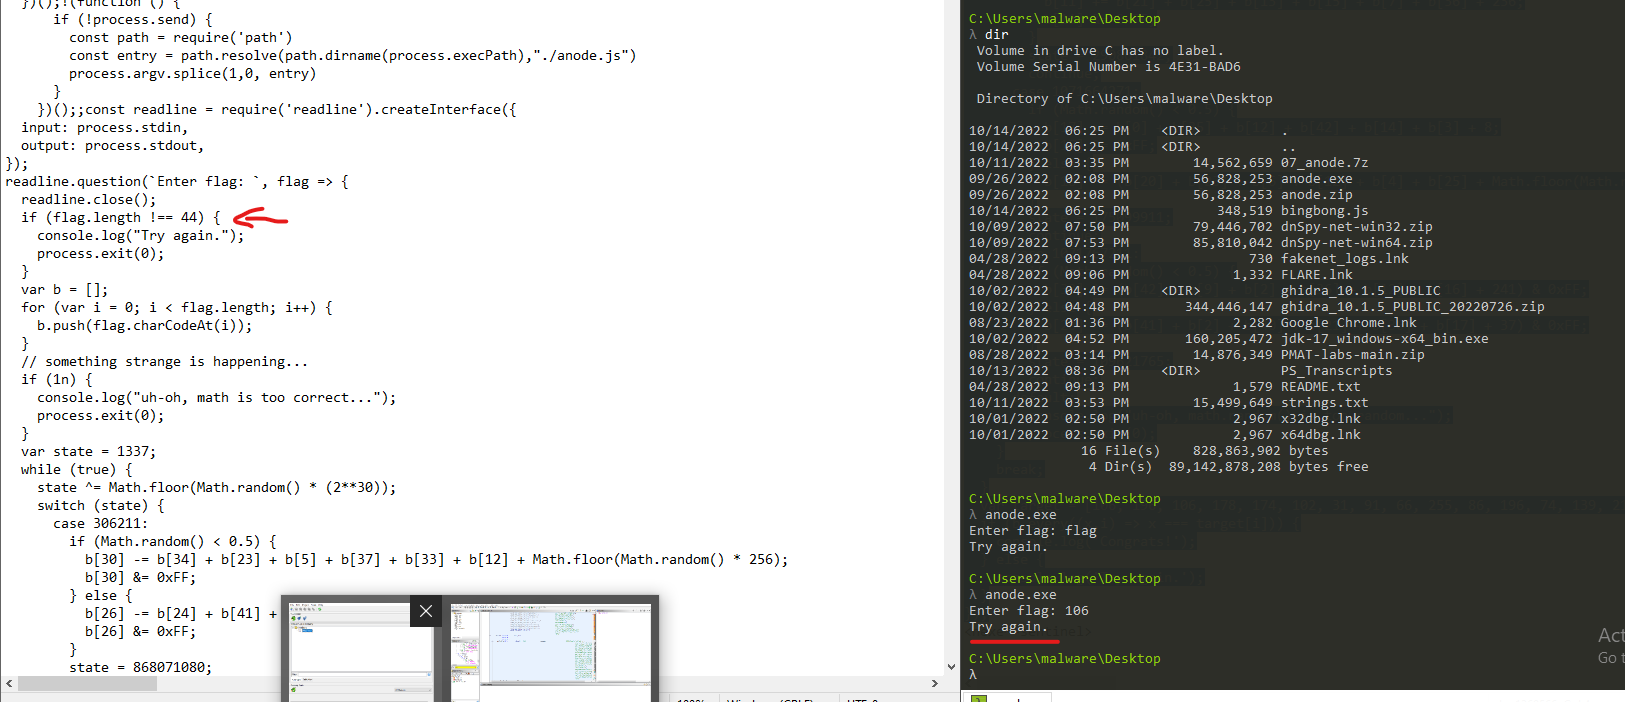 })();!(function () {
if (!process.send) {
const path = require('path')
const entry = path.resolve(path.dirname(process.execPath),"./anode.js")
process.argv.splice(1,0, entry)
}
})();;const readline = require('readline').createInterface({
input: process.stdin,
output: process.stdout,
});
readline.question(`Enter flag: `, flag => {
readline.close();
if (flag.length !== 44) {
console.log("Try again.");
process.exit(0);
}
var b = [];
for (var i = 0; i < flag.length; i++) {
b.push(flag.charCodeAt(i));
}
// something strange is happening...
if (1n) {
console.log("uh-oh, math is too correct...");
process.exit(0);
}
var state = 1337;
while (true) {
state ^= Math.floor(Math.random() * (2**30));
switch (state) {
case 306211:
if (Math.random() < 0.5) {
b[30] -= b[34] + b[23] + b[5] + b[37] + b[33] + b[12] + Math.floor(Math.random() * 256);
b[30] &= 0xFF;
} else {
b[26] -= b[24] + b[41] +
b[26] &= 0xFF;
}
state = 868071080;
C:\Users\malware\Desktop
λ dir
Volume in drive C has no label.
Volume Serial Number is 4E31-BAD6
Directory of C:\Users\malware\Desktop
10/14/2022  06:25 PM    <DIR>          .
10/14/2022  06:25 PM    <DIR>          ..
10/11/2022  03:35 PM        14,562,659 07_anode.7z
09/26/2022  02:08 PM        56,828,253 anode.exe
09/26/2022  02:08 PM        56,828,253 anode.zip
10/14/2022  06:25 PM           348,519 bingbong.js
10/09/2022  07:50 PM        79,446,702 dnSpy-net-win32.zip
10/09/2022  07:53 PM        85,810,042 dnSpy-net-win64.zip
04/28/2022  09:13 PM               730 fakenet_logs.lnk
04/28/2022  09:06 PM             1,332 FLARE.lnk
10/02/2022  04:49 PM    <DIR>          ghidra_10.1.5_PUBLIC
10/02/2022  04:48 PM       344,446,147 ghidra_10.1.5_PUBLIC_20220726.zip
08/23/2022  01:36 PM             2,282 Google Chrome.lnk
10/02/2022  04:52 PM       160,205,472 jdk-17_windows-x64_bin.exe
08/28/2022  03:14 PM        14,876,349 PMAT-labs-main.zip
10/13/2022  08:36 PM    <DIR>          PS_Transcripts
04/28/2022  09:13 PM             1,579 README.txt
10/11/2022  03:53 PM        15,499,649 strings.txt
10/01/2022  02:50 PM             2,967 x32dbg.lnk
10/01/2022  02:50 PM             2,967 x64dbg.lnk
16 File(s)    828,863,902 bytes
4 Dir(s)  89,142,878,208 bytes free
C:\Users\malware\Desktop
λ anode.exe
Enter flag: flag
Try again.
C:\Users\malware\Desktop
λ anode.exe
Enter flag: 106
Try again.
C:\Users\malware\Desktop
λ
Act
Go t